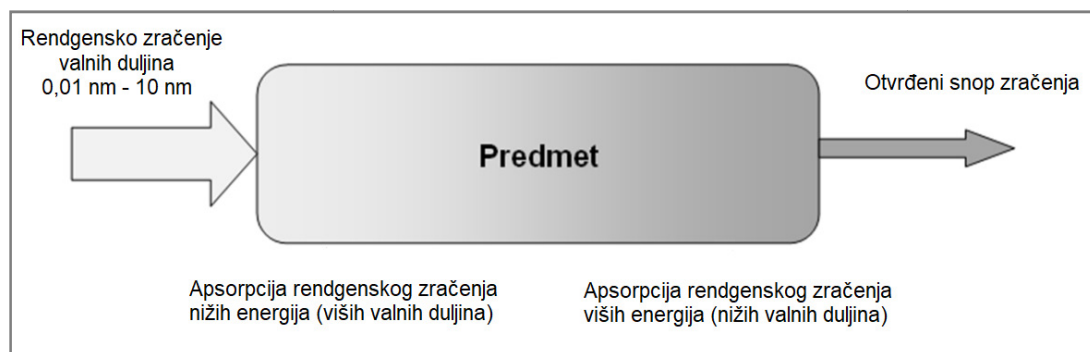 Rendgensko zračenje
valnih duljina
0,01 nm - 10 nm
Otvrđeni snop zračenja
Predmet
Apsorpcija rendgenskog zračenja
nižih energija (viših valnih duljina)
Apsorpcija rendgenskog zračenja
viših energija (nižih valnih duljina)